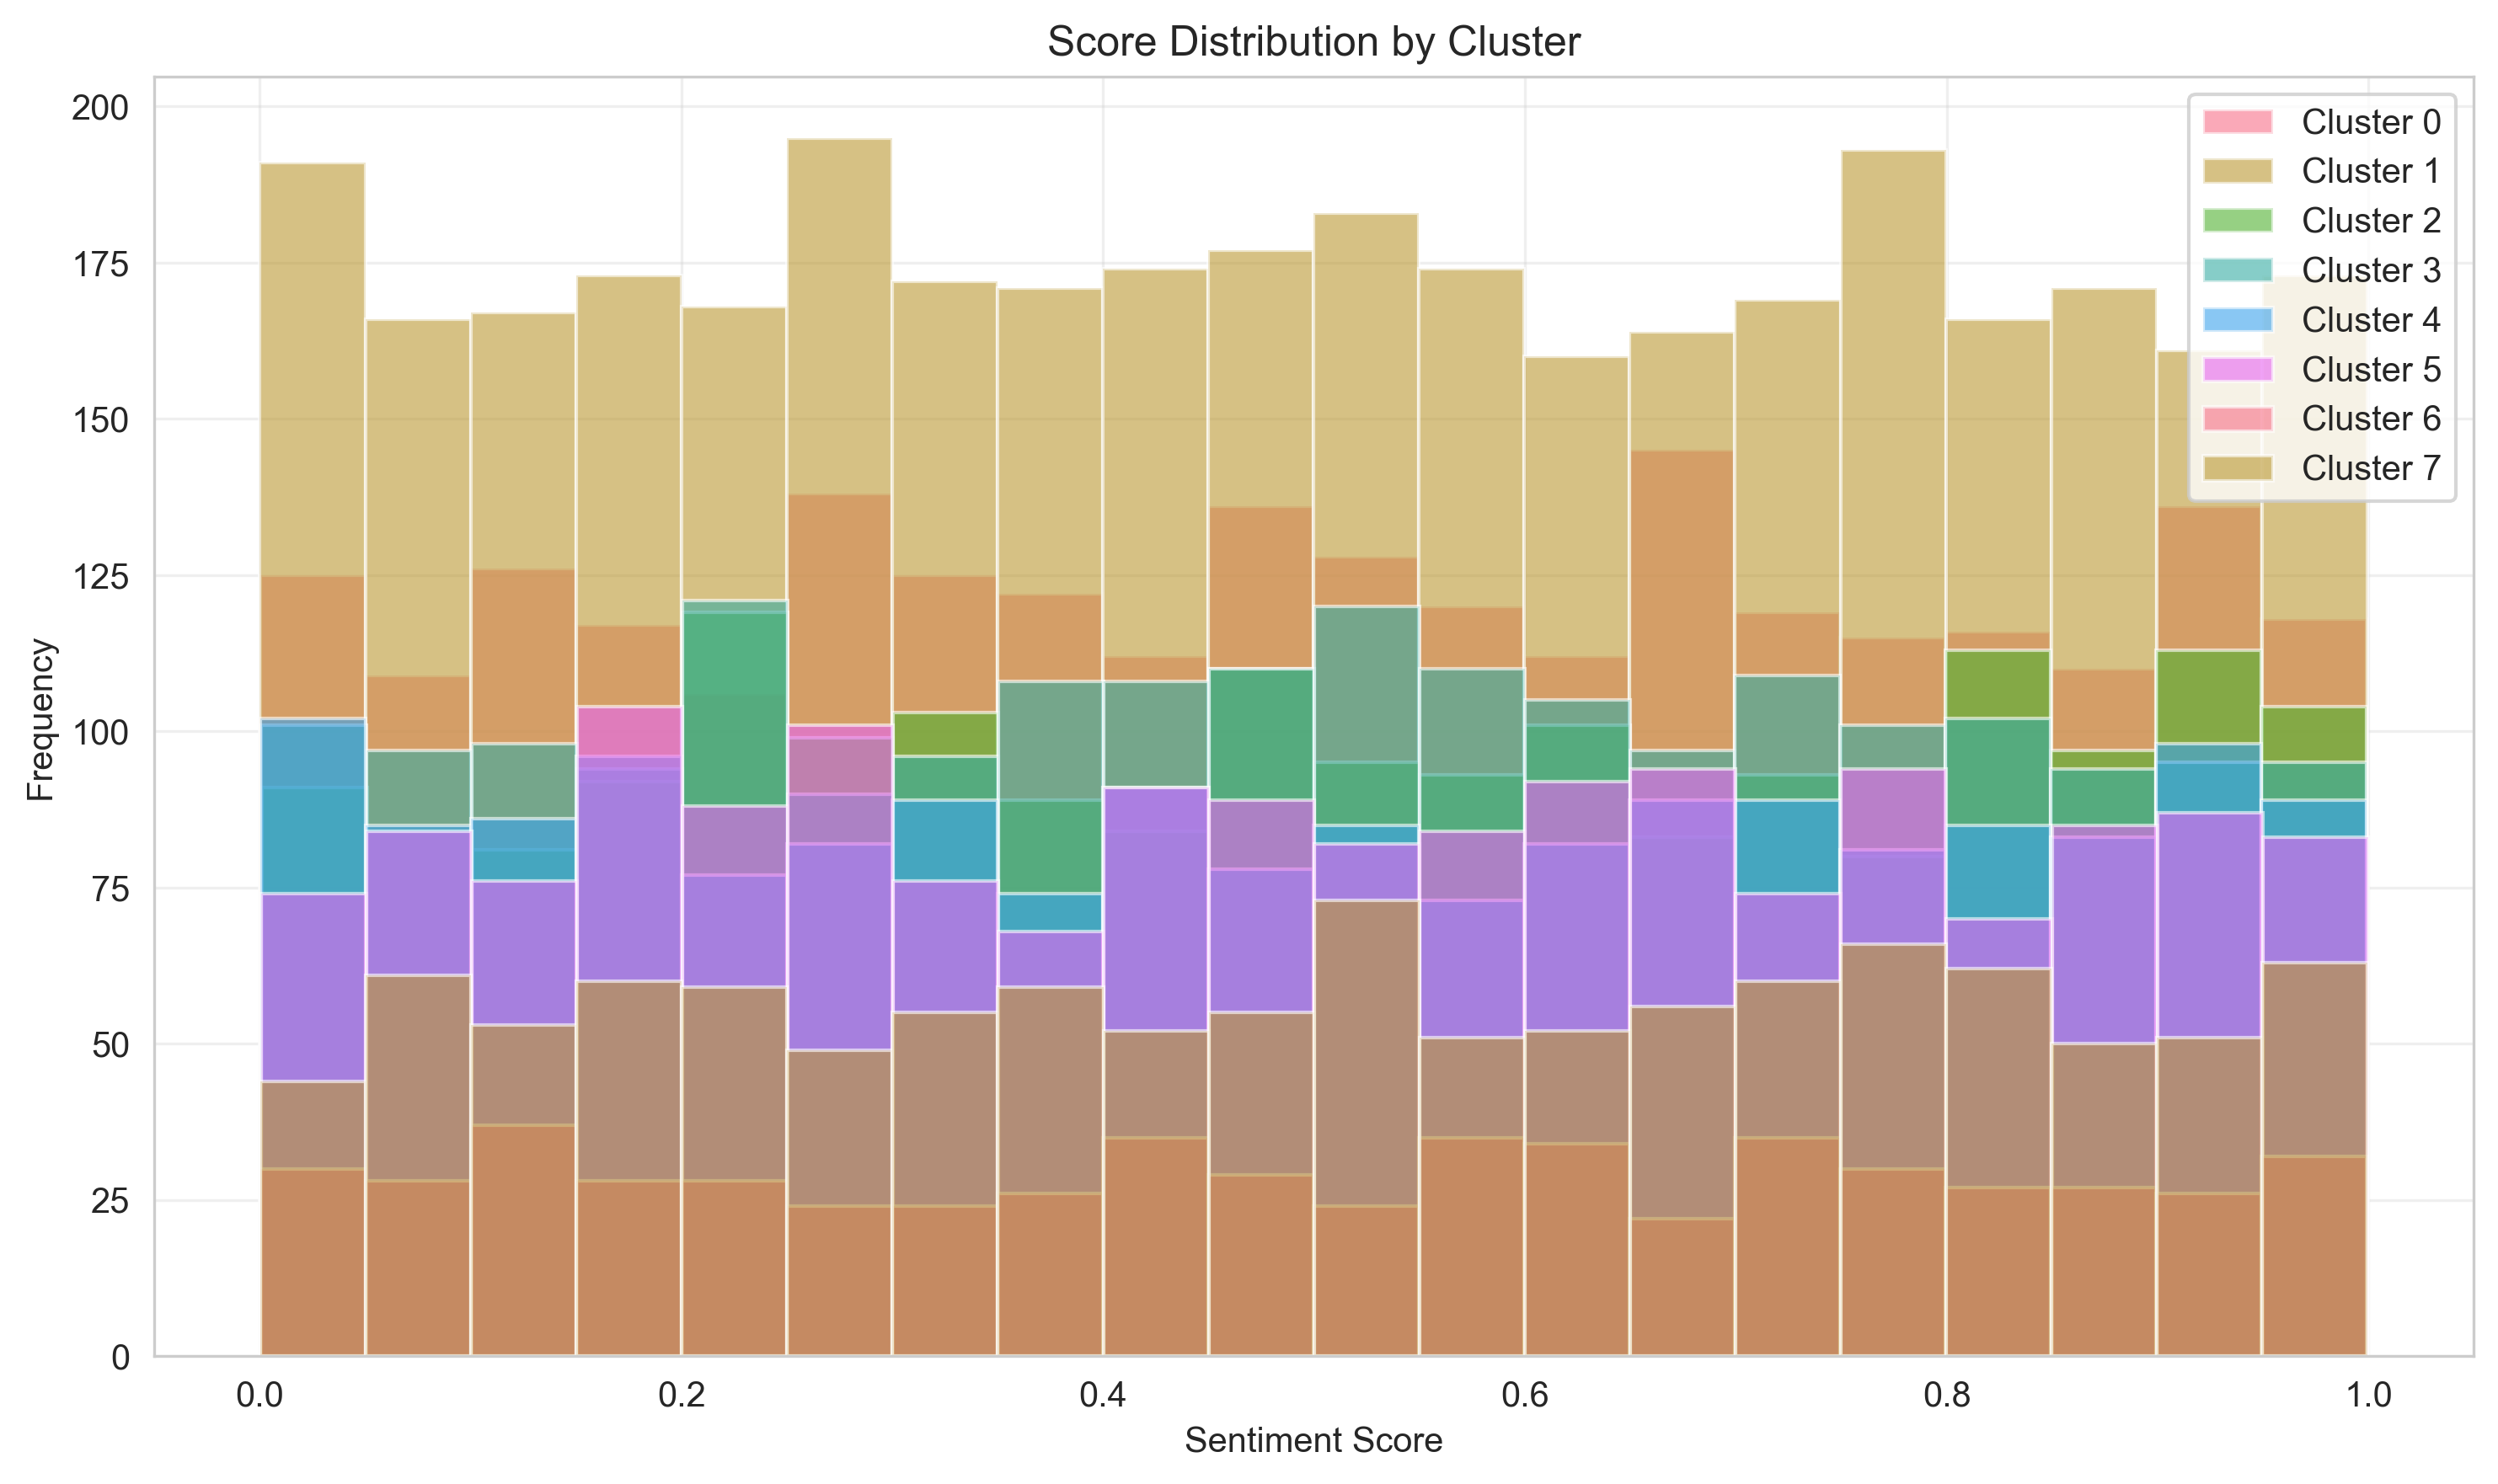 Score Distribution by Cluster
200
175
150
125
100
75
50
25
0
Frequency
0.0 0.2 0.4 0.6 0.8 1.0
Sentiment Score
Cluster 0
Cluster 1
Cluster 2
Cluster 3
Cluster 4
Cluster 5
Cluster 6
Cluster 7